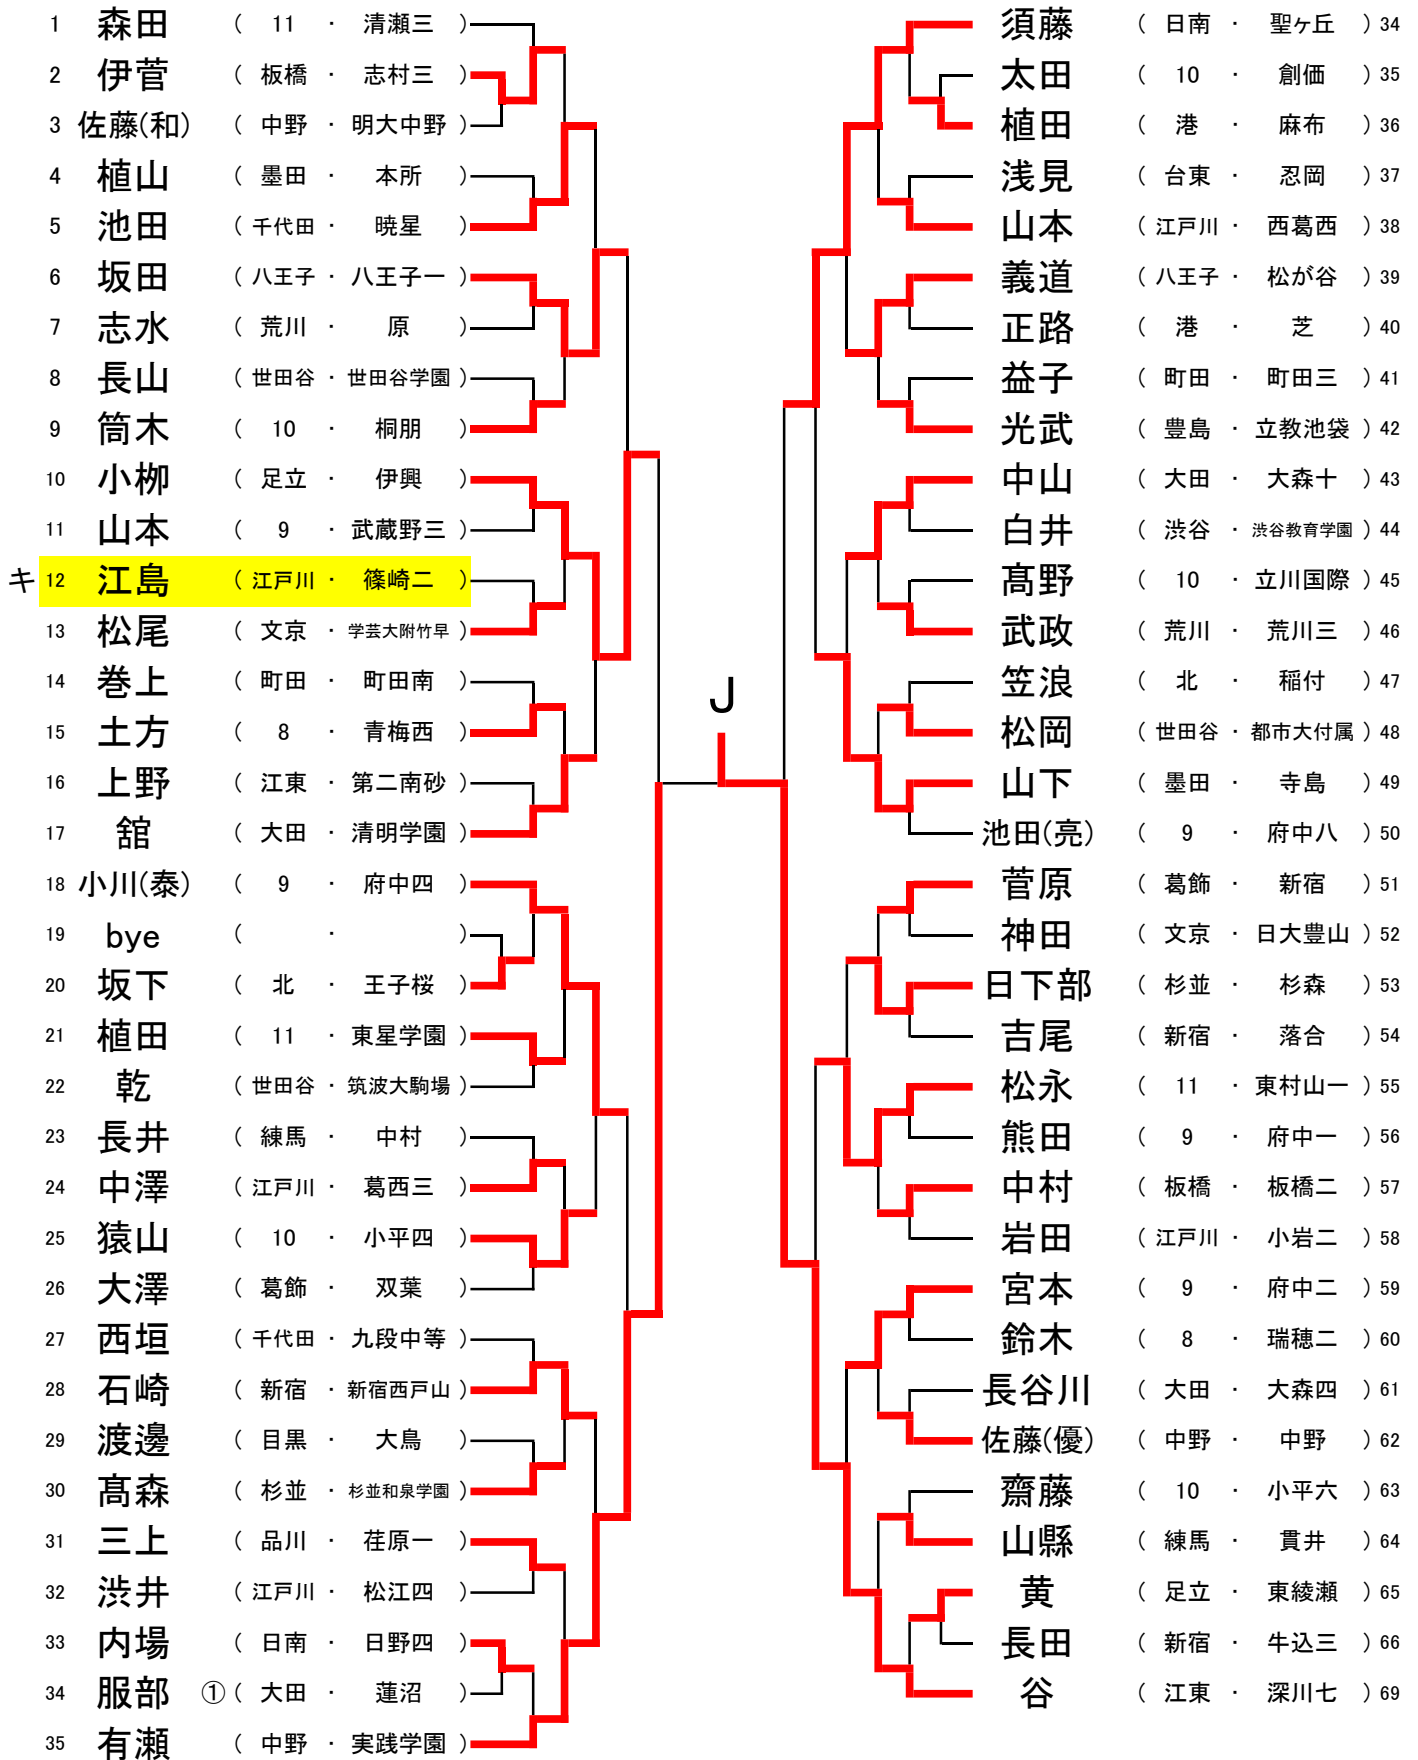 1 森田 ( 11 ・ 清瀬三 )
2 伊菅 ( 板橋 ・ 志村三 )
3 佐藤(和) ( 中野 ・ 明大中野 )
4 植山 ( 墨田 ・ 本所 )
5 池田 ( 千代田 ・ 暁星 )
6 坂田 ( 八王子 ・ 八王子一 )
7 志水 ( 荒川 ・ 原 )
8 長山 ( 世田谷 ・ 世田谷学園 )
9 筒木 ( 10 ・ 桐朋 )
10 小栁 ( 足立 ・ 伊興 )
11 山本 ( 9 ・ 武蔵野三 )
キ 12 江島 ( 江戸川 ・ 篠崎二 )
13 松尾 ( 文京 ・ 学芸大附竹早 )
14 巻上 ( 町田 ・ 町田南 )
15 土方 ( 8 ・ 青梅西 )
16 上野 ( 江東 ・ 第二南砂 )
17 舘 ( 大田 ・ 清明学園 )
18 小川(泰) ( 9 ・ 府中四 )
19 bye ( ・ )
20 坂下 ( 北 ・ 王子桜 )
21 植田 ( 11 ・ 東星学園 )
22 乾 ( 世田谷 ・ 筑波大駒場 )
23 長井 ( 練馬 ・ 中村 )
24 中澤 ( 江戸川 ・ 葛西三 )
25 猿山 ( 10 ・ 小平四 )
26 大澤 ( 葛飾 ・ 双葉 )
27 西垣 ( 千代田 ・ 九段中等 )
28 石崎 ( 新宿 ・ 新宿西戸山 )
29 渡邊 ( 目黒 ・ 大鳥 )
30 髙森 ( 杉並 ・ 杉並和泉学園 )
31 三上 ( 品川 ・ 荏原一 )
32 渋井 ( 江戸川 ・ 松江四 )
33 内場 ( 日南 ・ 日野四 )
34 服部 ① ( 大田 ・ 蓮沼 )
35 有瀬 ( 中野 ・ 実践学園 )
J
須藤 ( 日南 ・ 聖ヶ丘 ) 34
太田 ( 10 ・ 創価 ) 35
植田 ( 港 ・ 麻布 ) 36
浅見 ( 台東 ・ 忍岡 ) 37
山本 ( 江戸川 ・ 西葛西 ) 38
義道 ( 八王子 ・ 松が谷 ) 39
正路 ( 港 ・ 芝 ) 40
益子 ( 町田 ・ 町田三 ) 41
光武 ( 豊島 ・ 立教池袋 ) 42
中山 ( 大田 ・ 大森十 ) 43
白井 ( 渋谷 ・ 渋谷教育学園 ) 44
髙野 ( 10 ・ 立川国際 ) 45
武政 ( 荒川 ・ 荒川三 ) 46
笠浪 ( 北 ・ 稲付 ) 47
松岡 ( 世田谷 ・ 都市大付属 ) 48
山下 ( 墨田 ・ 寺島 ) 49
池田(亮) ( 9 ・ 府中八 ) 50
菅原 ( 葛飾 ・ 新宿 ) 51
神田 ( 文京 ・ 日大豊山 ) 52
日下部 ( 杉並 ・ 杉森 ) 53
吉尾 ( 新宿 ・ 落合 ) 54
松永 ( 11 ・ 東村山一 ) 55
熊田 ( 9 ・ 府中一 ) 56
中村 ( 板橋 ・ 板橋二 ) 57
岩田 ( 江戸川 ・ 小岩二 ) 58
宮本 ( 9 ・ 府中二 ) 59
鈴木 ( 8 ・ 瑞穂二 ) 60
長谷川 ( 大田 ・ 大森四 ) 61
佐藤(優) ( 中野 ・ 中野 ) 62
齋藤 ( 10 ・ 小平六 ) 63
山縣 ( 練馬 ・ 貫井 ) 64
黄 ( 足立 ・ 東綾瀬 ) 65
長田 ( 新宿 ・ 牛込三 ) 66
谷 ( 江東 ・ 深川七 ) 69